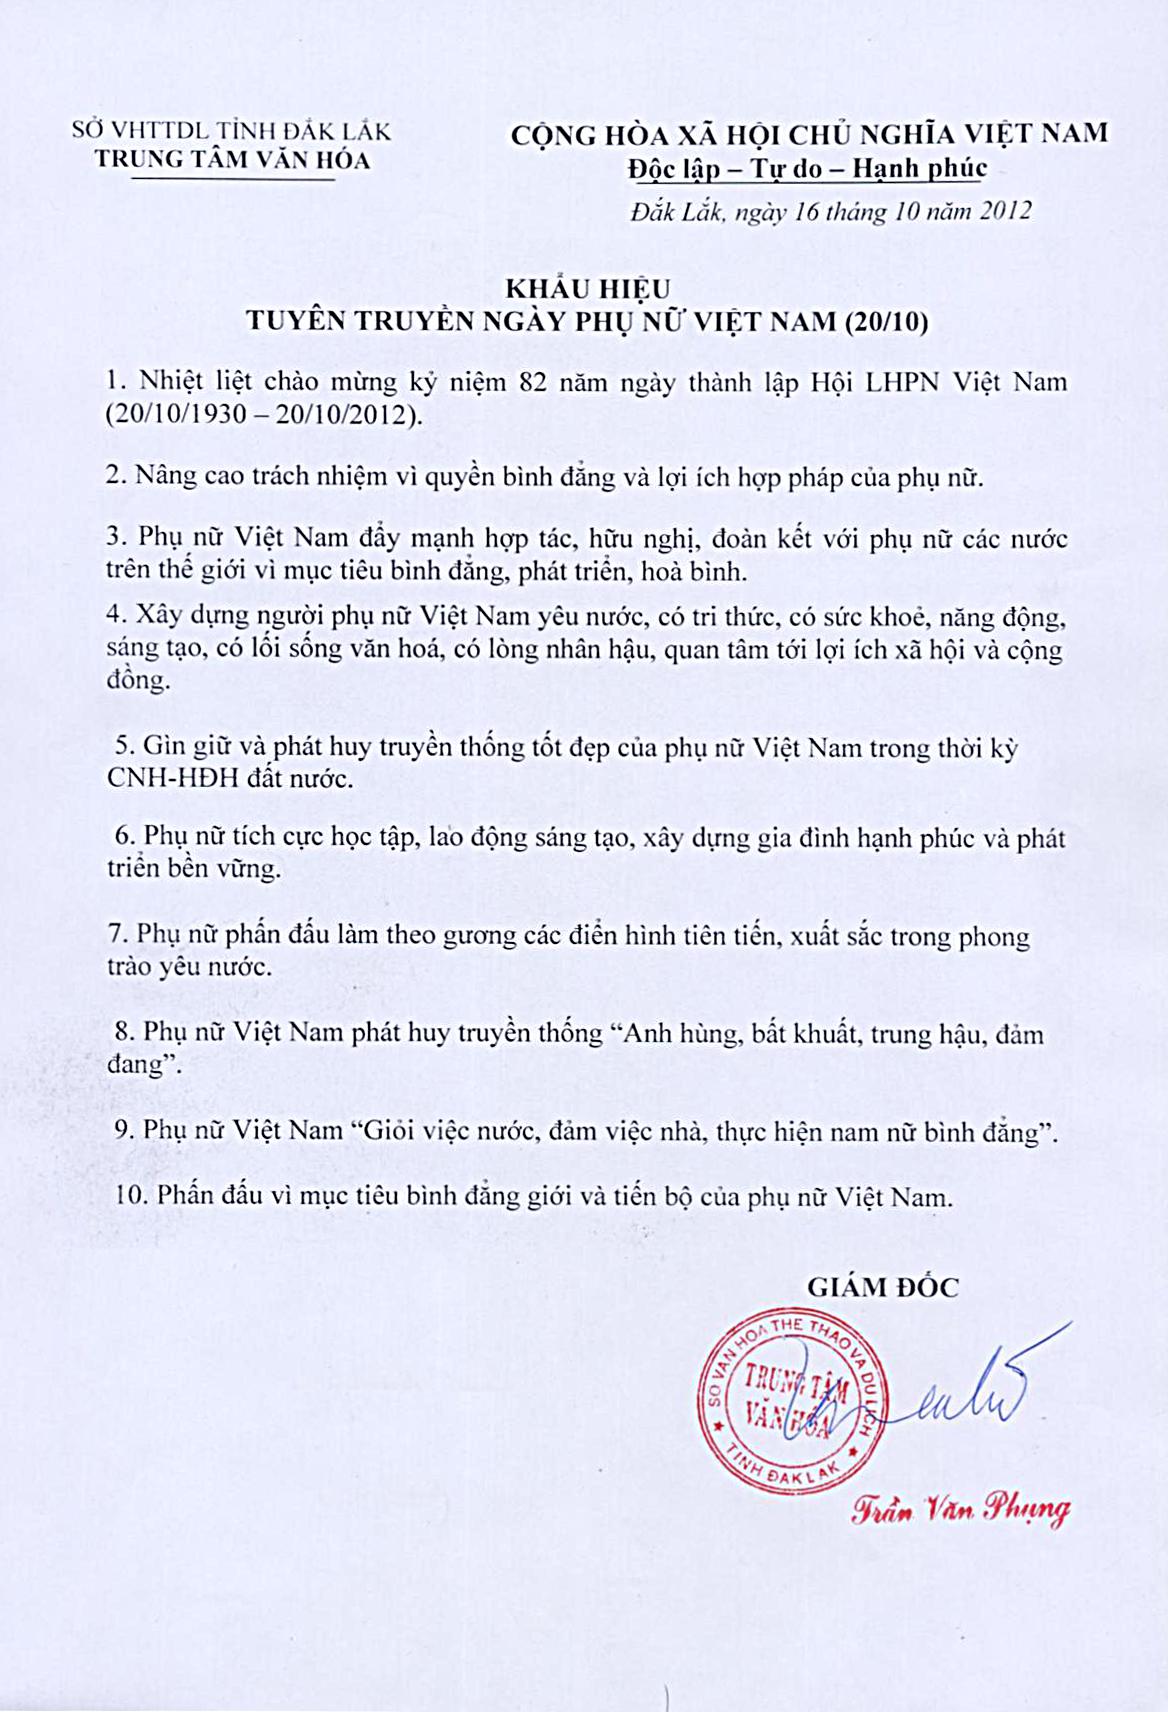 SỞ VHTTDL TỈNH ĐẮK LẮK
TRUNG TÂM VĂN HÓA
CỘNG HÒA XÃ HỘI CHỦ NGHĨA VIỆT NAM
Độc lập – Tự do – Hạnh phúc
Đắk Lắk, ngày 16 tháng 10 năm 2012
KHẨU HIỆU
TUYÊN TRUYỀN NGÀY PHỤ NỮ VIỆT NAM (20/10)
1. Nhiệt liệt chào mừng kỷ niệm 82 năm ngày thành lập Hội LHPN Việt Nam
(20/10/1930 – 20/10/2012).
2. Nâng cao trách nhiệm vì quyền bình đẳng và lợi ích hợp pháp của phụ nữ.
3. Phụ nữ Việt Nam đẩy mạnh hợp tác, hữu nghị, đoàn kết với phụ nữ các nước
trên thế giới vì mục tiêu bình đẳng, phát triển, hoà bình.
4. Xây dựng người phụ nữ Việt Nam yêu nước, có tri thức, có sức khoẻ, năng động,
sáng tạo, có lối sống văn hoá, có lòng nhân hậu, quan tâm tới lợi ích xã hội và cộng
đồng.
5. Gìn giữ và phát huy truyền thống tốt đẹp của phụ nữ Việt Nam trong thời kỳ
CNH-HĐH đất nước.
6. Phụ nữ tích cực học tập, lao động sáng tạo, xây dựng gia đình hạnh phúc và phát
triển bền vững.
7. Phụ nữ phấn đấu làm theo gương các điển hình tiên tiến, xuất sắc trong phong
trào yêu nước.
8. Phụ nữ Việt Nam phát huy truyền thống “Anh hùng, bất khuất, trung hậu, đảm
đang”.
9. Phụ nữ Việt Nam “Giỏi việc nước, đảm việc nhà, thực hiện nam nữ bình đẳng”.
10. Phấn đấu vì mục tiêu bình đẳng giới và tiến bộ của phụ nữ Việt Nam.
GIÁM ĐỐC
SỞ VĂN HÓA THỂ THAO VÀ DU LỊCH
TRUNG TÂM
VĂN HÓA
TỈNH ĐẮK LẮK
Trần Văn Phụng